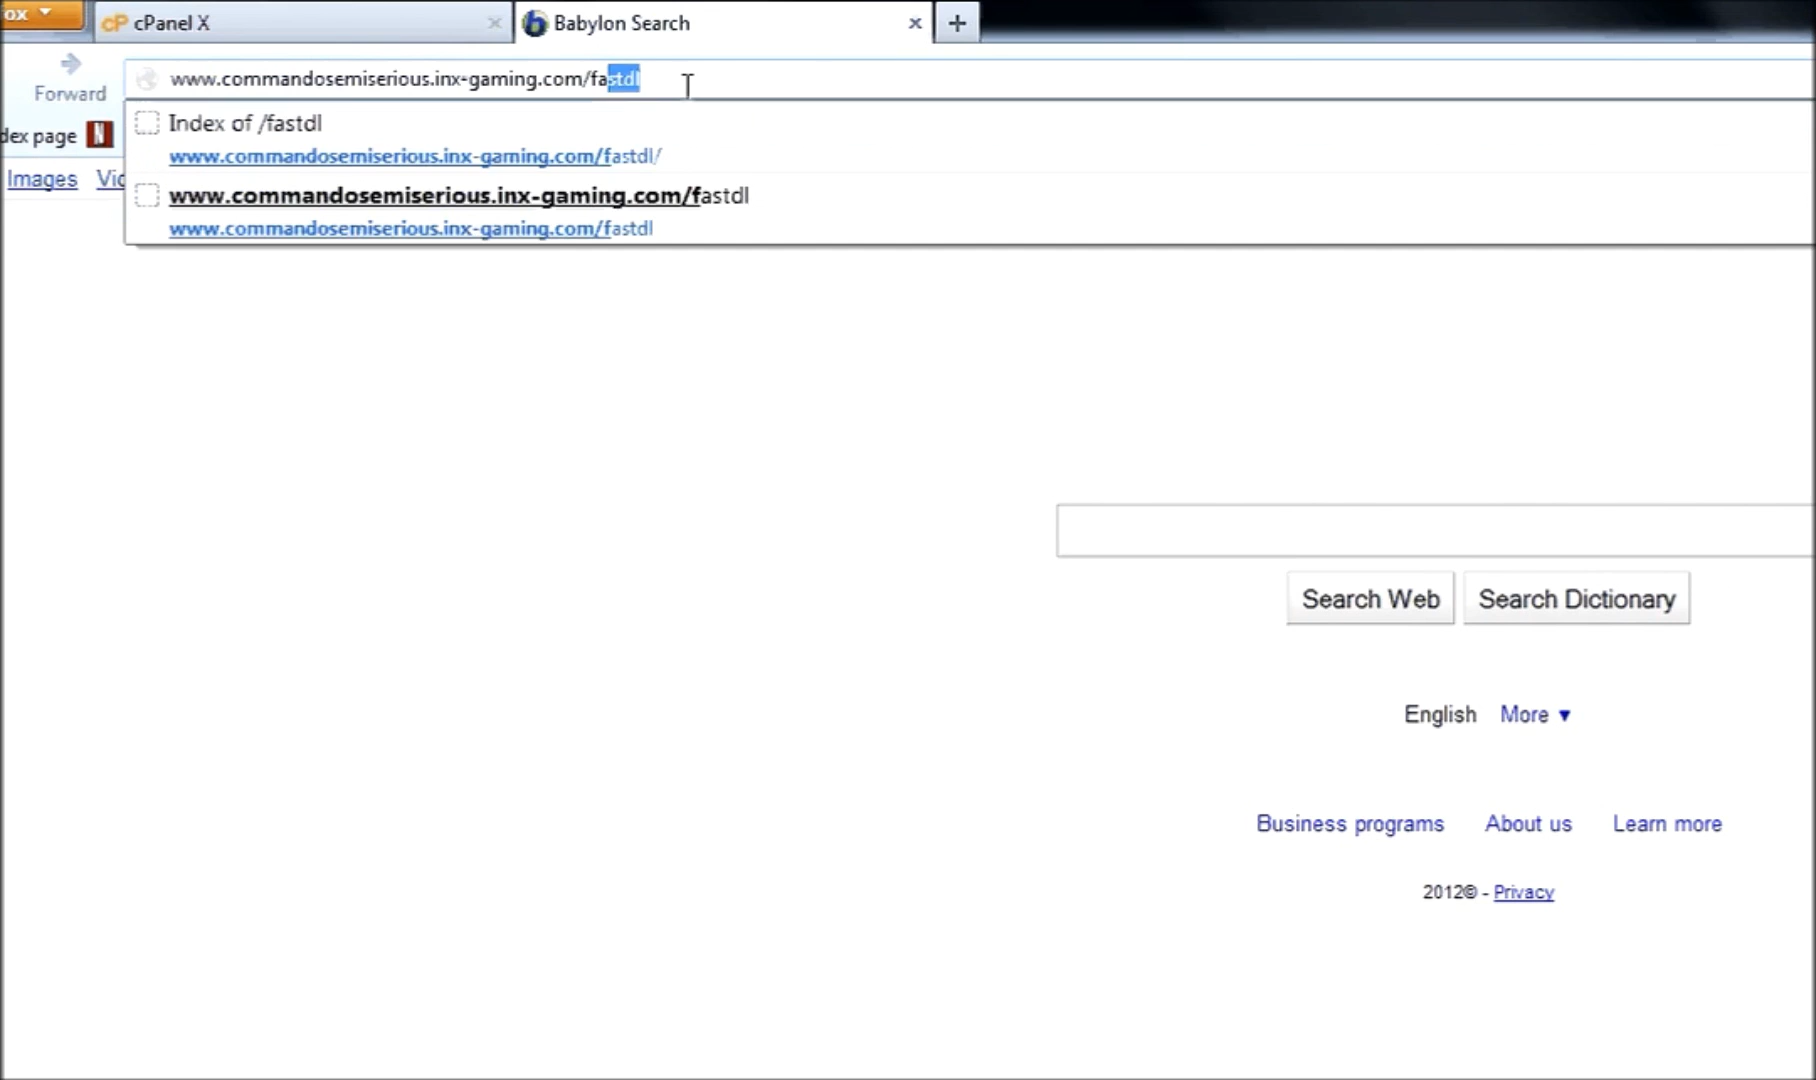 ox
cP cPanel X
Babylon Search
www.commandosemiserious.inx-gaming.com/fastdl
Forward
dex page N
Index of /fastdl
www.commandosemiserious.inx-gaming.com/fastdl/
Images Vid
www.commandosemiserious.inx-gaming.com/fastdl
www.commandosemiserious.inx-gaming.com/fastdl
Search Web Search Dictionary
English More ▼
Business programs About us Learn more
2012© - Privacy